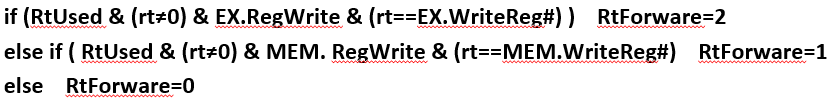 if (RtUsed & (rt≠0) & EX.RegWrite & (rt==EX.WriteReg#) ) RtForware=2
else if ( RtUsed & (rt≠0) & MEM. RegWrite & (rt==MEM.WriteReg#) RtForware=1
else RtForware=0